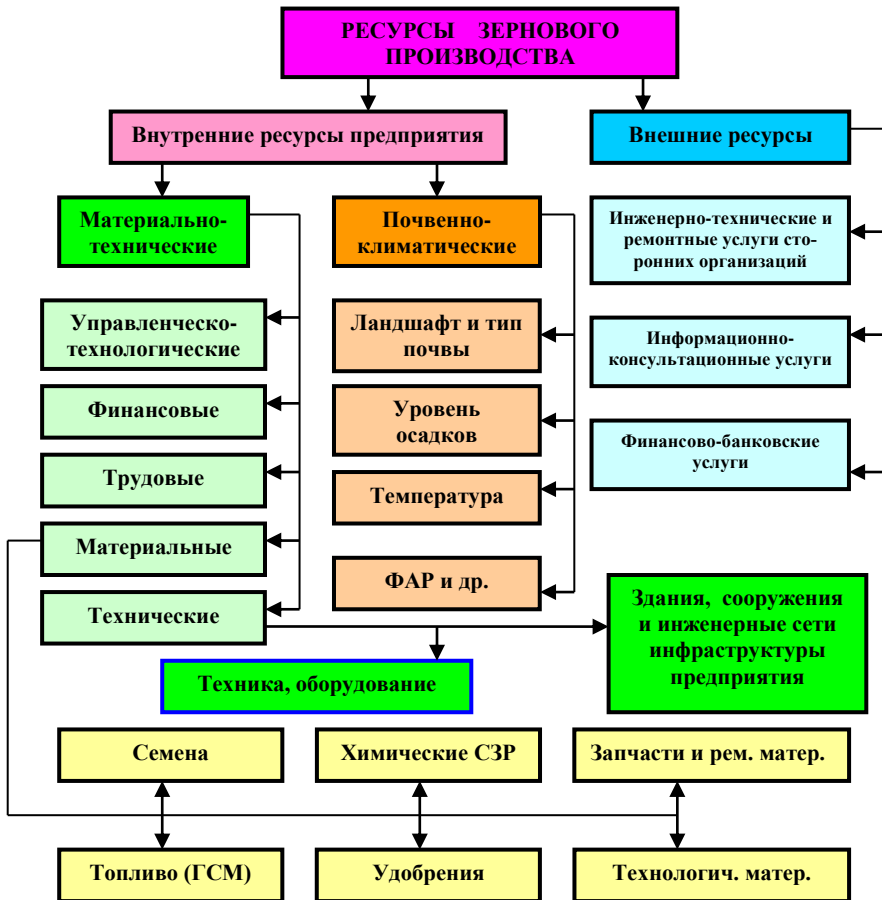 РЕСУРСЫ ЗЕРНОВОГО
ПРОИЗВОДСТВА
Внутренние ресурсы предприятия
Внешние ресурсы
Материально-
технические
Почвенно-
климатические
Инженерно-технические и
ремонтные услуги сто-
ронних организаций
Управленческо-
технологические
Ландшафт и тип
почвы
Информационно-
консультационные услуги
Финансовые
Уровень
осадков
Финансово-банковские
услуги
Трудовые
Температура
Материальные
ФАР и др.
Технические
Здания, сооружения
и инженерные сети
инфраструктуры
предприятия
Техника, оборудование
Семена
Химические СЗР
Запчасти и рем. матер.
Топливо (ГСМ)
Удобрения
Технологич. матер.